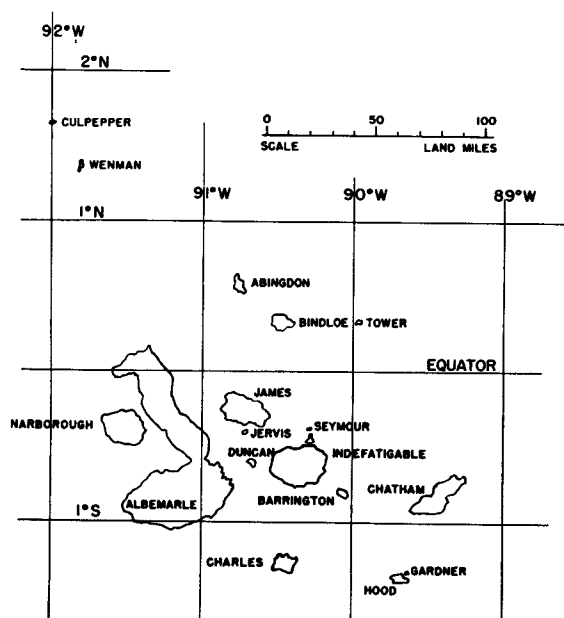 92°W
2°N
CULPEPPER
0 50 100
SCALE LAND MILES
WENMAN
91°W 90°W 89°W
1°N
ABINGDON
BINDLOE TOWER
EQUATOR
JAMES
NARBOROUGH
SEYMOUR
JERVIS
DUNCAN INDEFATIGABLE
CHATHAM
BARRINGTON
ALBEMARLE
1°S
CHARLES
GARDNER
HOOD